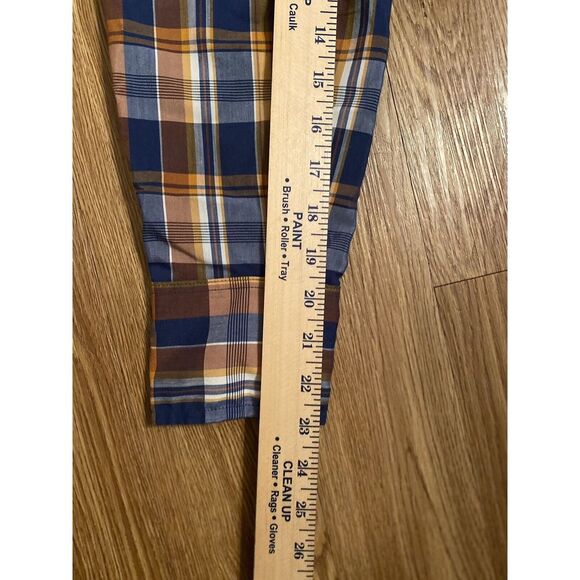 P
Caulk
14
15
16
17
18
19
20
21
22
23
24
25
26
PAINT
• Brush • Roller • Tray
CLEAN UP
• Cleaner • Rags • Gloves